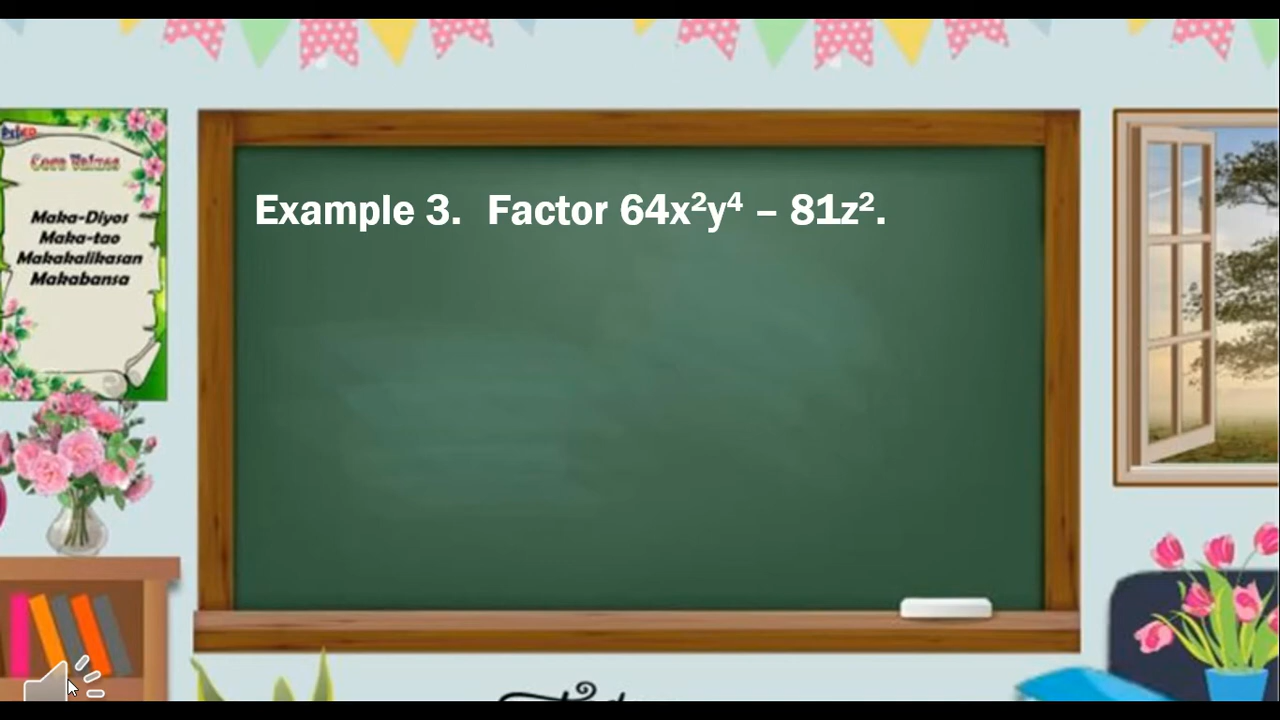 Example 3. Factor 64x²y⁴ – 81z².
Core Values
Maka-Diyos
Maka-tao
Makakalikasan
Makabansa